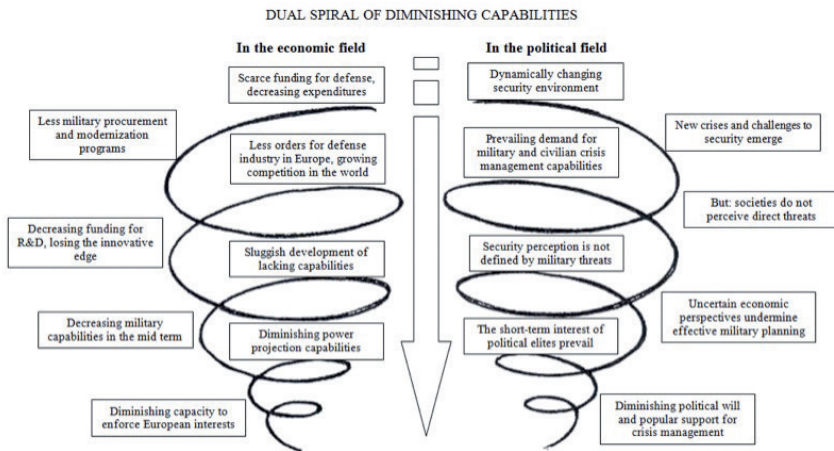 DUAL SPIRAL OF DIMINISHING CAPABILITIES
In the economic field
Scarce funding for defense,
decreasing expenditures
Less military procurement
and modernization
programs
Less orders for defense
industry in Europe, growing
competition in the world
Decreasing funding for
R&D, losing the innovative
edge
Sluggish development of
lacking capabilities
Decreasing military
capabilities in the mid term
Diminishing power
projection capabilities
Diminishing capacity to
enforce European interests
In the political field
Dynamically changing
security environment
New crises and challenges to
security emerge
Prevailing demand for
military and civilian crisis
management capabilities
But: societies do not
perceive direct threats
Security perception is not
defined by military threats
Uncertain economic
perspectives undermine
effective military planning
The short-term interest of
political elites prevail
Diminishing political will
and popular support for
crisis management